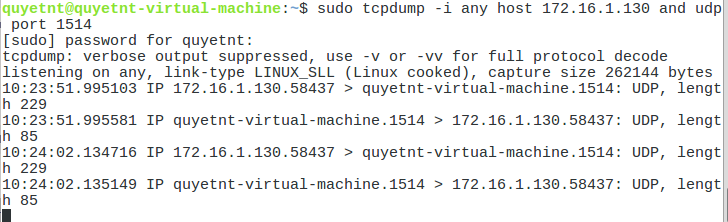 quyetnt@quyetnt-virtual-machine:~$ sudo tcpdump -i any host 172.16.1.130 and udp
 port 1514
[sudo] password for quyetnt:
tcpdump: verbose output suppressed, use -v or -vv for full protocol decode
listening on any, link-type LINUX_SLL (Linux cooked), capture size 262144 bytes
10:23:51.995103 IP 172.16.1.130.58437 > quyetnt-virtual-machine.1514: UDP, lengt
h 229
10:23:51.995581 IP quyetnt-virtual-machine.1514 > 172.16.1.130.58437: UDP, lengt
h 85
10:24:02.134716 IP 172.16.1.130.58437 > quyetnt-virtual-machine.1514: UDP, lengt
h 229
10:24:02.135149 IP quyetnt-virtual-machine.1514 > 172.16.1.130.58437: UDP, lengt
h 85